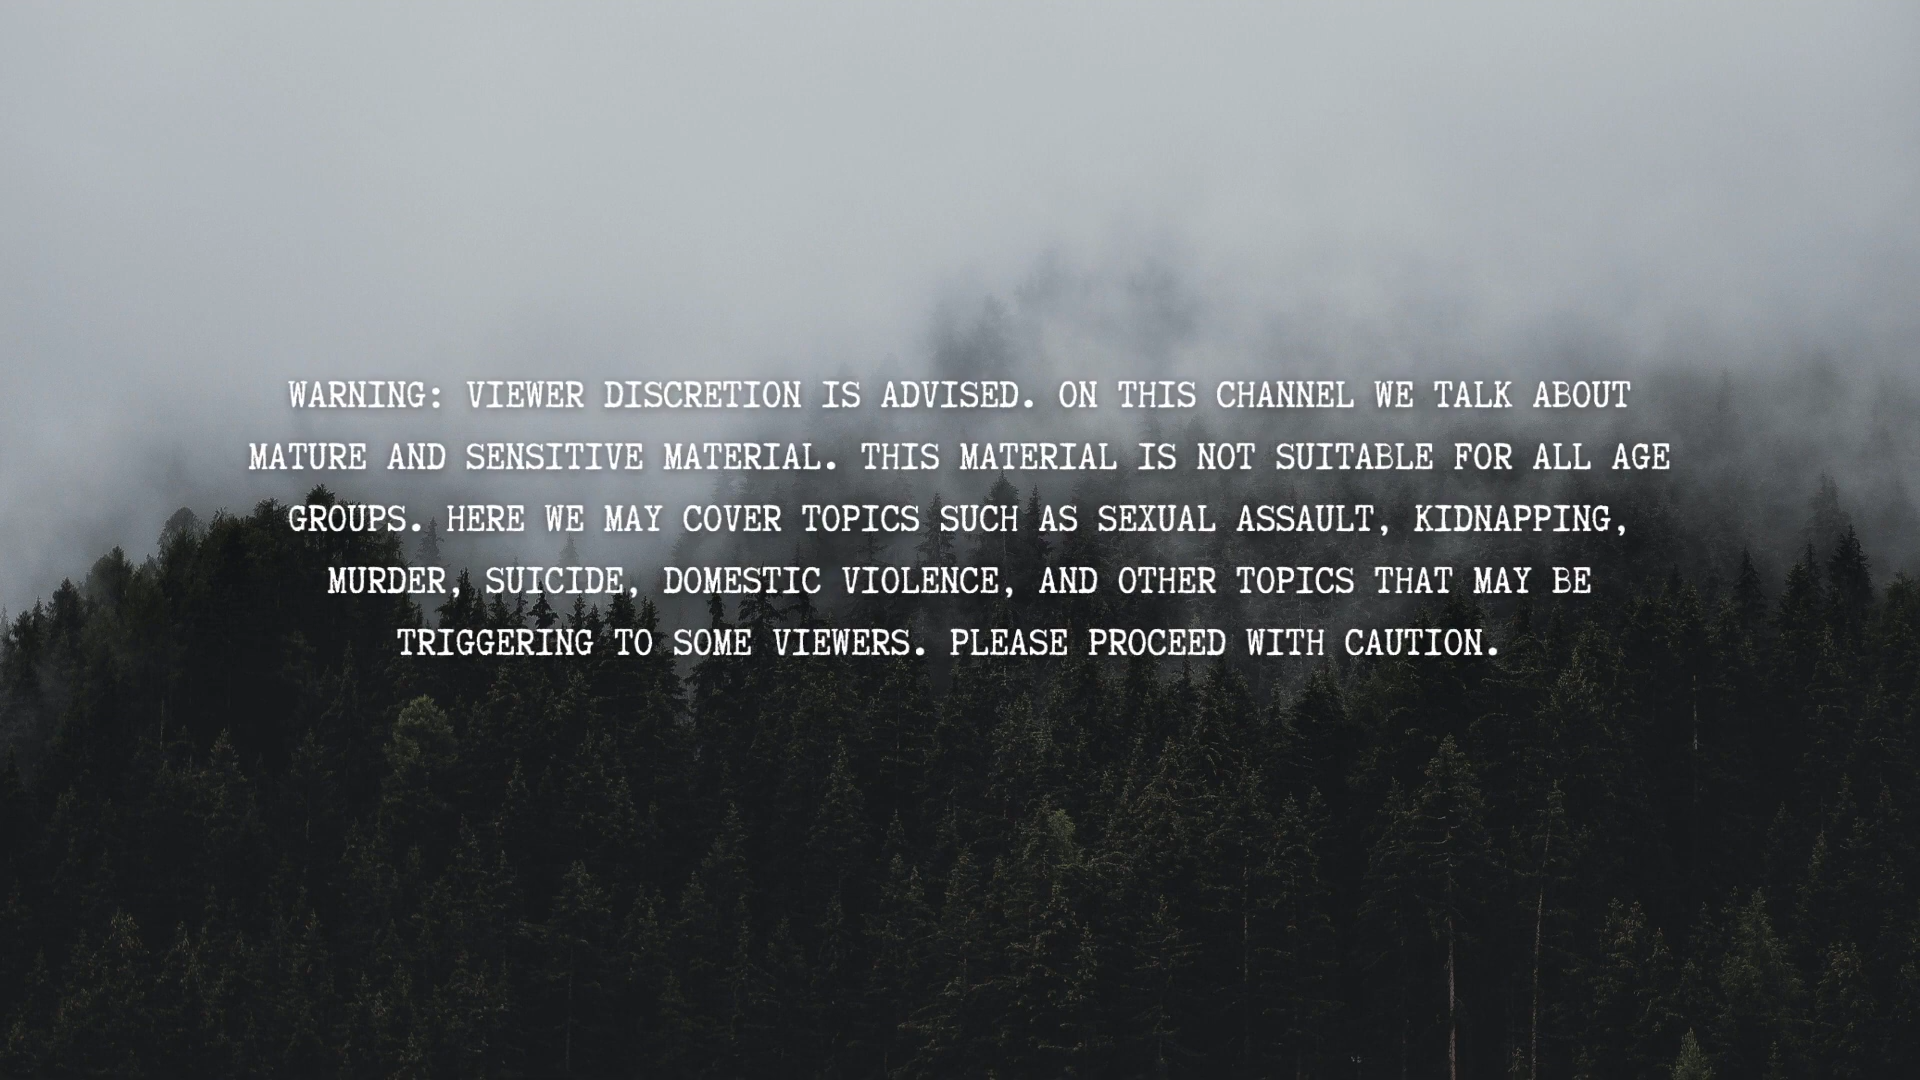 WARNING: VIEWER DISCRETION IS ADVISED. ON THIS CHANNEL WE TALK ABOUT
MATURE AND SENSITIVE MATERIAL. THIS MATERIAL IS NOT SUITABLE FOR ALL AGE
GROUPS. HERE WE MAY COVER TOPICS SUCH AS SEXUAL ASSAULT, KIDNAPPING,
MURDER, SUICIDE, DOMESTIC VIOLENCE, AND OTHER TOPICS THAT MAY BE
TRIGGERING TO SOME VIEWERS. PLEASE PROCEED WITH CAUTION.